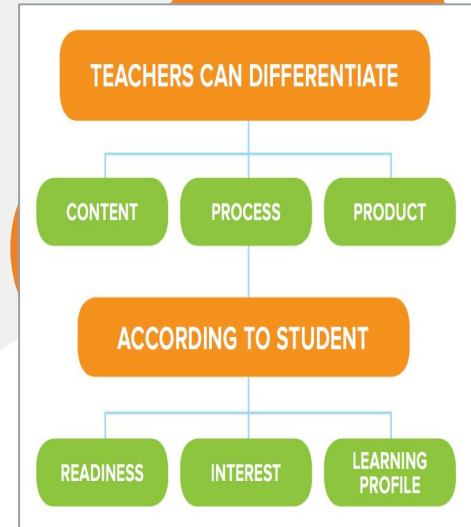 TEACHERS CAN DIFFERENTIATE
CONTENT
PROCESS
PRODUCT
ACCORDING TO STUDENT
READINESS
INTEREST
LEARNING
PROFILE